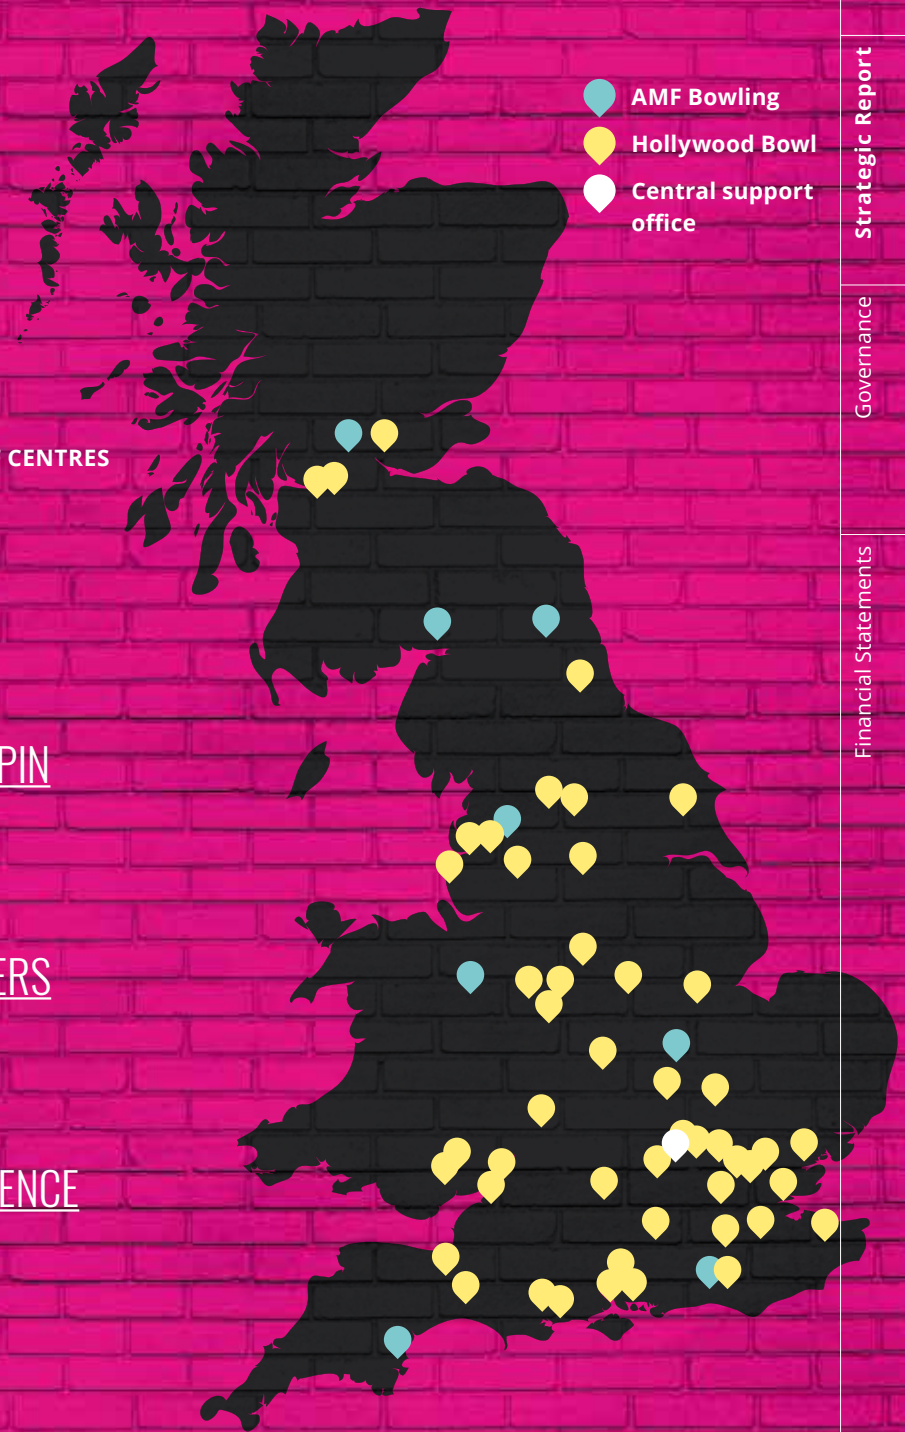 AMF Bowling
Hollywood Bowl
Central support
office
CENTRES
PIN
ERS
ENCE
Strategic Report
Governance
Financial Statements